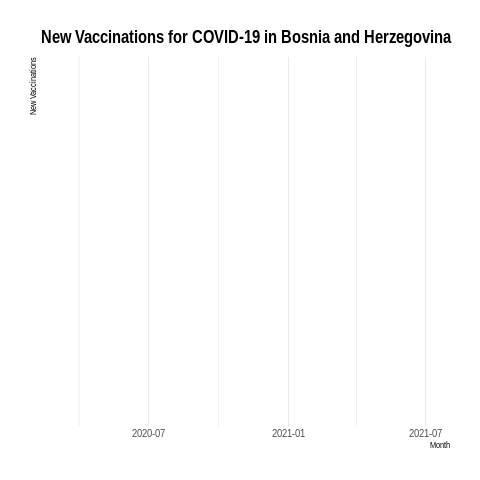 New Vaccinations for COVID-19 in Bosnia and Herzegovina
New Vaccinations
2020-07
2021-01
2021-07
Month